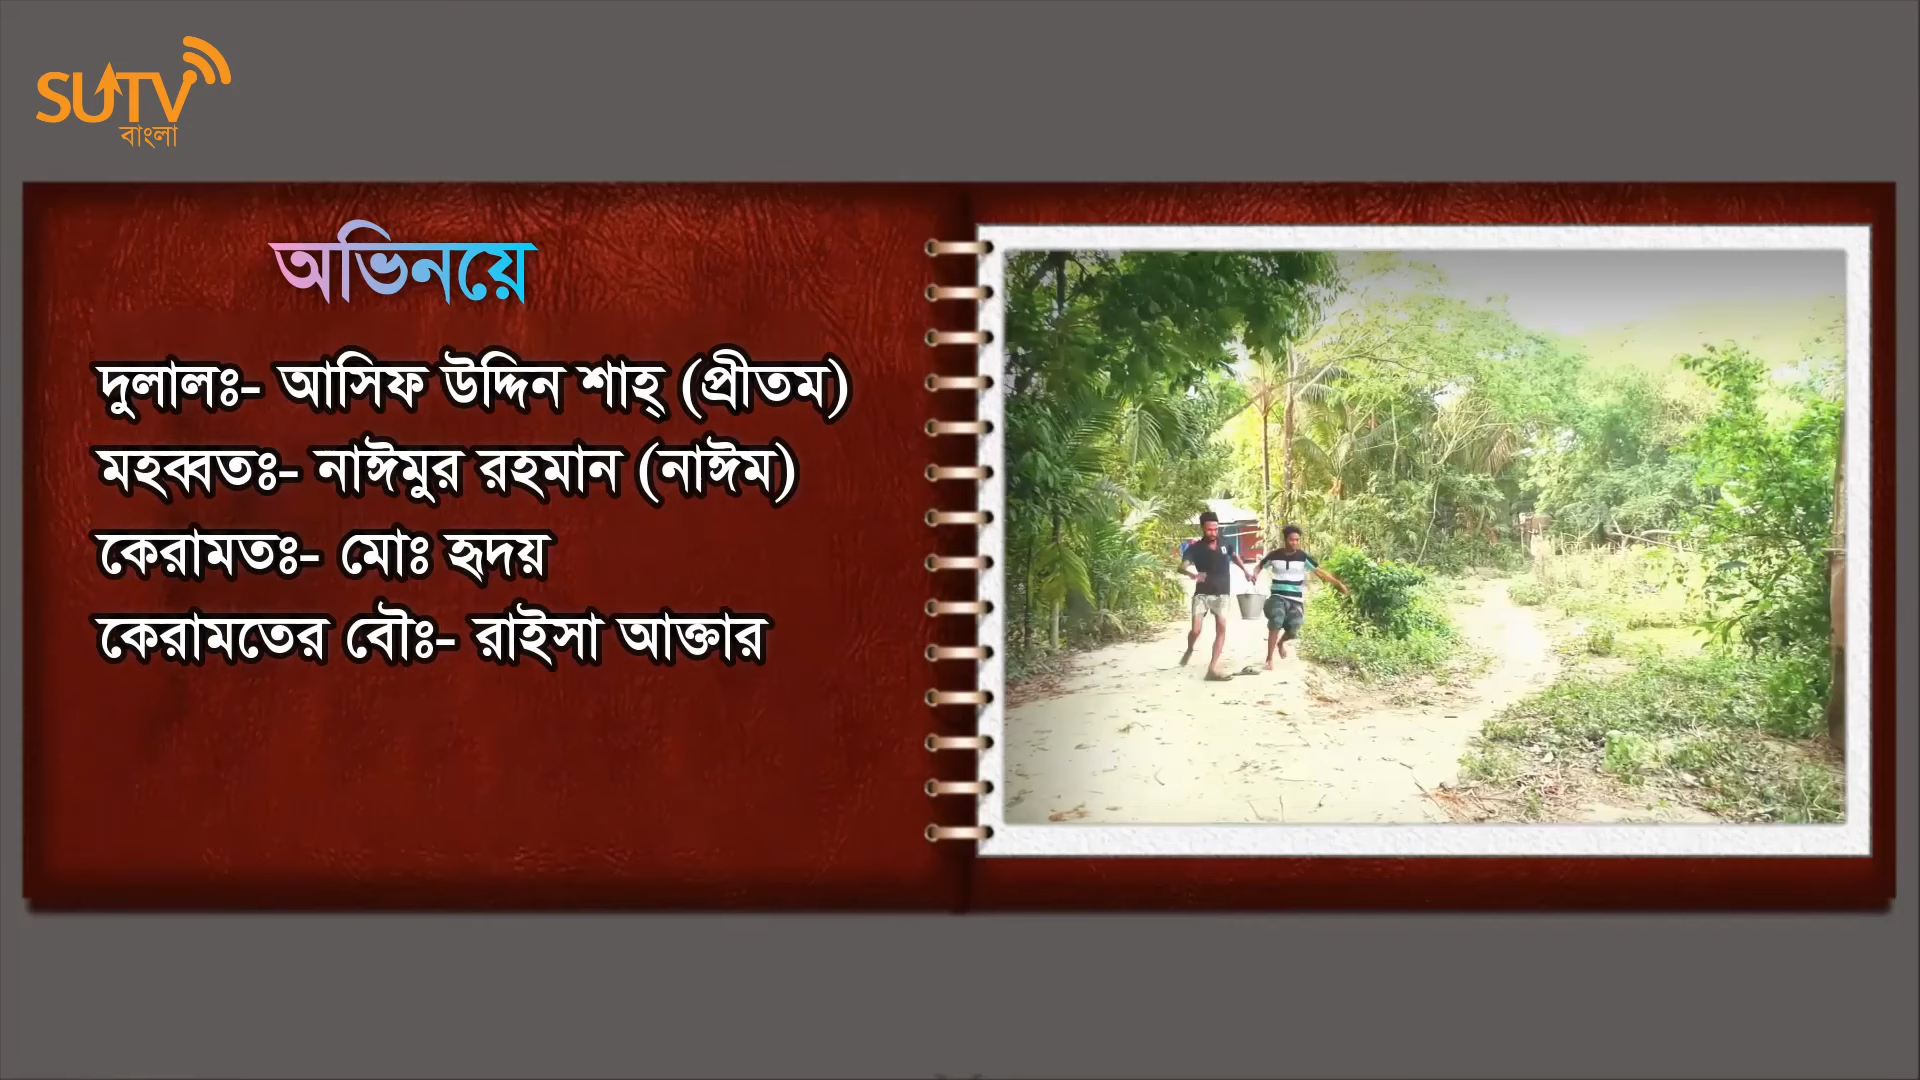 SUTV
বাংলা
অভিনয়ে
দুলালঃ- আসিফ উদ্দিন শাহ্ (প্রীতম)
মহব্বতঃ- নাঈমুর রহমান (নাঈম)
কেরামতঃ- মোঃ হৃদয়
কেরামতের বৌঃ- রাইসা আক্তার